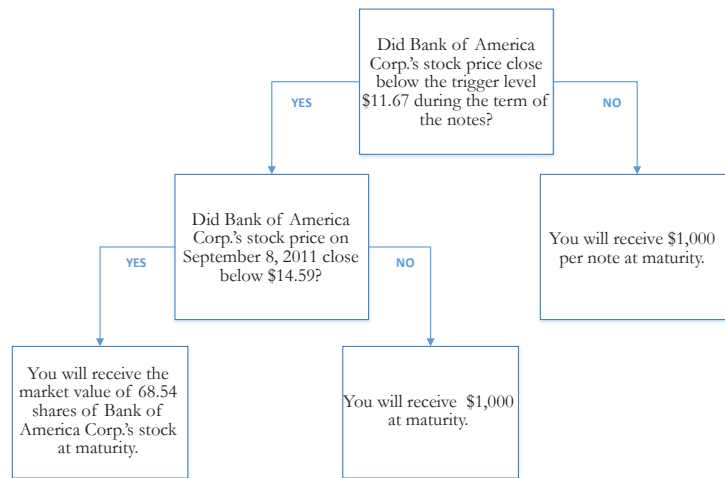 Did Bank of America
Corp.'s stock price close
below the trigger level
$11.67 during the term of
the notes?
YES
NO
Did Bank of America
Corp.'s stock price on
September 8, 2011 close
below $14.59?
You will receive $1,000
per note at maturity.
YES
NO
You will receive the
market value of 68.54
shares of Bank of
America Corp.'s stock
at maturity.
You will receive $1,000
at maturity.